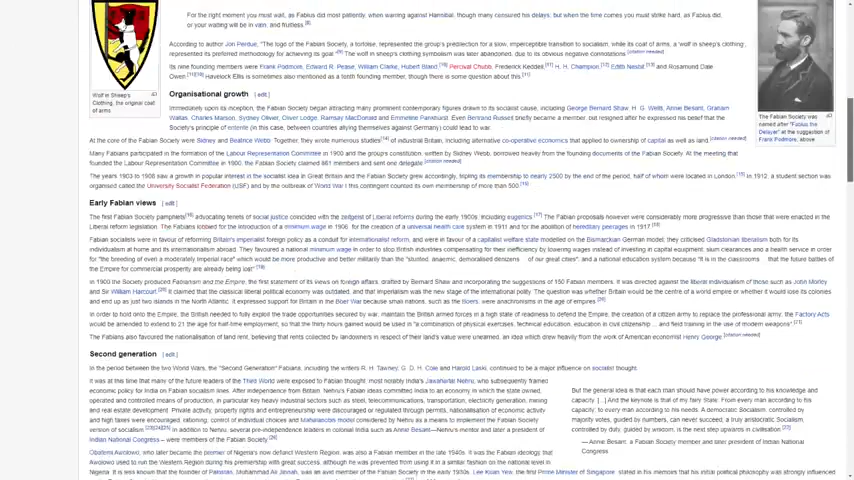 For the right moment you must wait, as Fabius did most patiently, when warring against Hannibal, though many censured his delays; but when the time comes you must strike hard, as Fabius did,
or your waiting will be in vain, and fruitless.
According to author Jon Perdue, "The logo of the Fabian Society, a tortoise, represented the group's predilection for a slow, imperceptible transition to socialism, while its coat of arms, a 'wolf in sheep's clothing',
represented its preferred methodology for achieving its goal." The wolf in sheep's clothing symbolism was later abandoned, due to its obvious negative connotations. [citation needed]
Its nine founding members were Frank Podmore, Edward R. Pease, William Clarke, Hubert Bland, Percival Chubb, Frederick Keddell, H. H. Champion, Edith Nesbit and Rosamund Dale
Owen. Havelock Ellis is sometimes also mentioned as a tenth founding member, though there is some question about this.
Wolf in Sheep's
Clothing, the original coat
of arms
The Fabian Society was
named after "Fabius the
Delayer" at the suggestion of
Frank Podmore, above
Organisational growth [edit]
Immediately upon its inception, the Fabian Society began attracting many prominent contemporary figures drawn to its socialist cause, including George Bernard Shaw, H. G. Wells, Annie Besant, Graham
Wallas, Charles Marson, Sydney Olivier, Oliver Lodge, Ramsay MacDonald and Emmeline Pankhurst. Even Bertrand Russell briefly became a member, but resigned after he expressed his belief that the
Society's principle of entente (in this case, between countries allying themselves against Germany) could lead to war.
At the core of the Fabian Society were Sidney and Beatrice Webb. Together, they wrote numerous studies of industrial Britain, including alternative co-operative economics that applied to ownership of capital as well as land. [citation needed]
Many Fabians participated in the formation of the Labour Representation Committee in 1900 and the group's constitution, written by Sidney Webb, borrowed heavily from the founding documents of the Fabian Society. At the meeting that
founded the Labour Representation Committee in 1900, the Fabian Society claimed 861 members and sent one delegate. [citation needed]
The years 1903 to 1908 saw a growth in popular interest in the socialist idea in Great Britain and the Fabian Society grew accordingly, tripling its membership to nearly 2500 by the end of the period, half of whom were located in London. In 1912, a student section was
organised called the University Socialist Federation (USF) and by the outbreak of World War I this contingent counted its own membership of more than 500.
Early Fabian views [edit]
The first Fabian Society pamphlets advocating tenets of social justice coincided with the zeitgeist of Liberal reforms during the early 1900s, including eugenics. The Fabian proposals however were considerably more progressive than those that were enacted in the
Liberal reform legislation. The Fabians lobbied for the introduction of a minimum wage in 1906, for the creation of a universal health care system in 1911 and for the abolition of hereditary peerages in 1917.
Fabian socialists were in favour of reforming Britain's imperialist foreign policy as a conduit for internationalist reform, and were in favour of a capitalist welfare state modelled on the Bismarckian German model; they criticised Gladstonian liberalism both for its
individualism at home and its internationalism abroad. They favoured a national minimum wage in order to stop British industries compensating for their inefficiency by lowering wages instead of investing in capital equipment; slum clearances and a health service in order
for "the breeding of even a moderately Imperial race" which would be more productive and better militarily than the "stunted, anaemic, demoralised denizens ... of our great cities"; and a national education system because "it is in the classrooms ... that the future battles of
the Empire for commercial prosperity are already being lost".
In 1900 the Society produced Fabianism and the Empire, the first statement of its views on foreign affairs, drafted by Bernard Shaw and incorporating the suggestions of 150 Fabian members. It was directed against the liberal individualism of those such as John Morley
and Sir William Harcourt. It claimed that the classical liberal political economy was outdated, and that imperialism was the new stage of the international polity. The question was whether Britain would be the centre of a world empire or whether it would lose its colonies
and end up as just two islands in the North Atlantic. It expressed support for Britain in the Boer War because small nations, such as the Boers, were anachronisms in the age of empires.
In order to hold onto the Empire, the British needed to fully exploit the trade opportunities secured by war; maintain the British armed forces in a high state of readiness to defend the Empire; the creation of a citizen army to replace the professional army; the Factory Acts
would be amended to extend to 21 the age for half-time employment, so that the thirty hours gained would be used in "a combination of physical exercises, technical education, education in civil citizenship ... and field training in the use of modern weapons".
The Fabians also favoured the nationalisation of land rent, believing that rents collected by landowners in respect of their land's value were unearned, an idea which drew heavily from the work of American economist Henry George. [citation needed]
Second generation [edit]
In the period between the two World Wars, the "Second Generation" Fabians, including the writers R. H. Tawney, G. D. H. Cole and Harold Laski, continued to be a major influence on socialist thought.
It was at this time that many of the future leaders of the Third World were exposed to Fabian thought, most notably India's Jawaharlal Nehru, who subsequently framed
economic policy for India on Fabian socialism lines. After independence from Britain, Nehru's Fabian ideas committed India to an economy in which the state owned,
operated and controlled means of production, in particular key heavy industrial sectors such as steel, telecommunications, transportation, electricity generation, mining
and real estate development. Private activity, property rights and entrepreneurship were discouraged or regulated through permits, nationalisation of economic activity
and high taxes were encouraged, rationing, control of individual choices and Mahalanobis model considered by Nehru as a means to implement the Fabian Society
version of socialism. In addition to Nehru, several pre-independence leaders in colonial India such as Annie Besant—Nehru's mentor and later a president of
Indian National Congress – were members of the Fabian Society.
But the general idea is that each man should have power according to his knowledge and
capacity. [...] And the keynote is that of my fairy State: From every man according to his
capacity; to every man according to his needs. A democratic Socialism, controlled by
majority votes, guided by numbers, can never succeed; a truly aristocratic Socialism,
controlled by duty, guided by wisdom, is the next step upwards in civilisation.
— Annie Besant, a Fabian Society member and later president of Indian National
Congress
Obafemi Awolowo, who later became the premier of Nigeria's now defunct Western Region, was also a Fabian member in the late 1940s. It was the Fabian ideology that
Awolowo used to run the Western Region during his premiership with great success, although he was prevented from using it in a similar fashion on the national level in
Nigeria. It is less known that the founder of Pakistan, Muhammad Ali Jinnah, was an avid member of the Fabian Society in the early 1930s. Lee Kuan Yew, the first Prime Minister of Singapore, stated in his memoirs that his initial political philosophy was strongly influenced